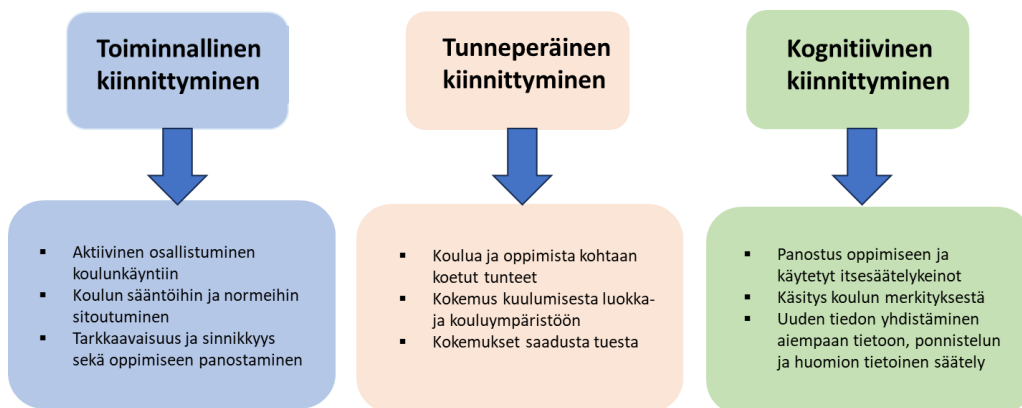 Toiminnallinen
kiinnittyminen
Tunneperäinen
kiinnittyminen
Kognitiivinen
kiinnittyminen
▪ Aktiivinen osallistuminen
koulunkäyntiin
▪ Koulun sääntöihin ja normeihin
sitoutuminen
▪ Tarkkaavaisuus ja sinnikkyys
sekä oppimiseen panostaminen
▪ Koulua ja oppimista kohtaan
koetut tunteet
▪ Kokemus kuulumisesta luokka-
ja kouluympäristöön
▪ Kokemukset saadusta tuesta
▪ Panostus oppimiseen ja
käytetyt itsesäätelykeinot
▪ Käsitys koulun merkityksestä
▪ Uuden tiedon yhdistäminen
aiempaan tietoon, ponnistelun
ja huomion tietoinen säätely